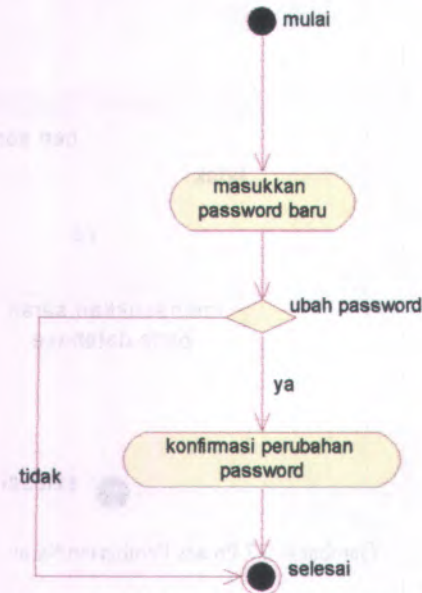 mulai
masukkan
password baru
ubah password
ya
konfirmasi perubahan
password
tidak
selesai